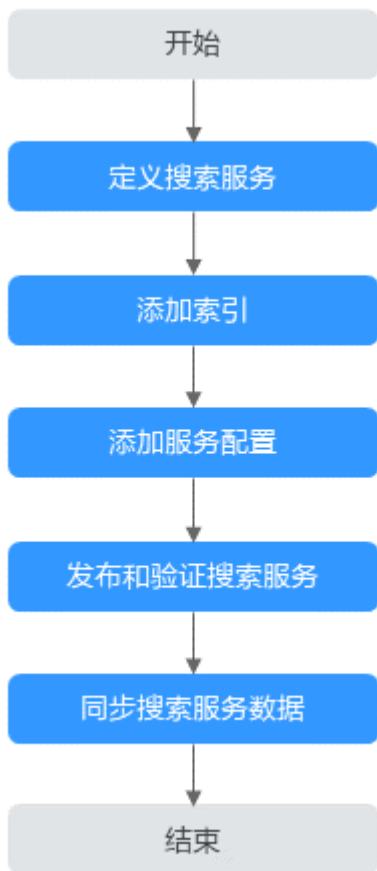 开始
定义搜索服务
添加索引
添加服务配置
发布和验证搜索服务
同步搜索服务数据
结束